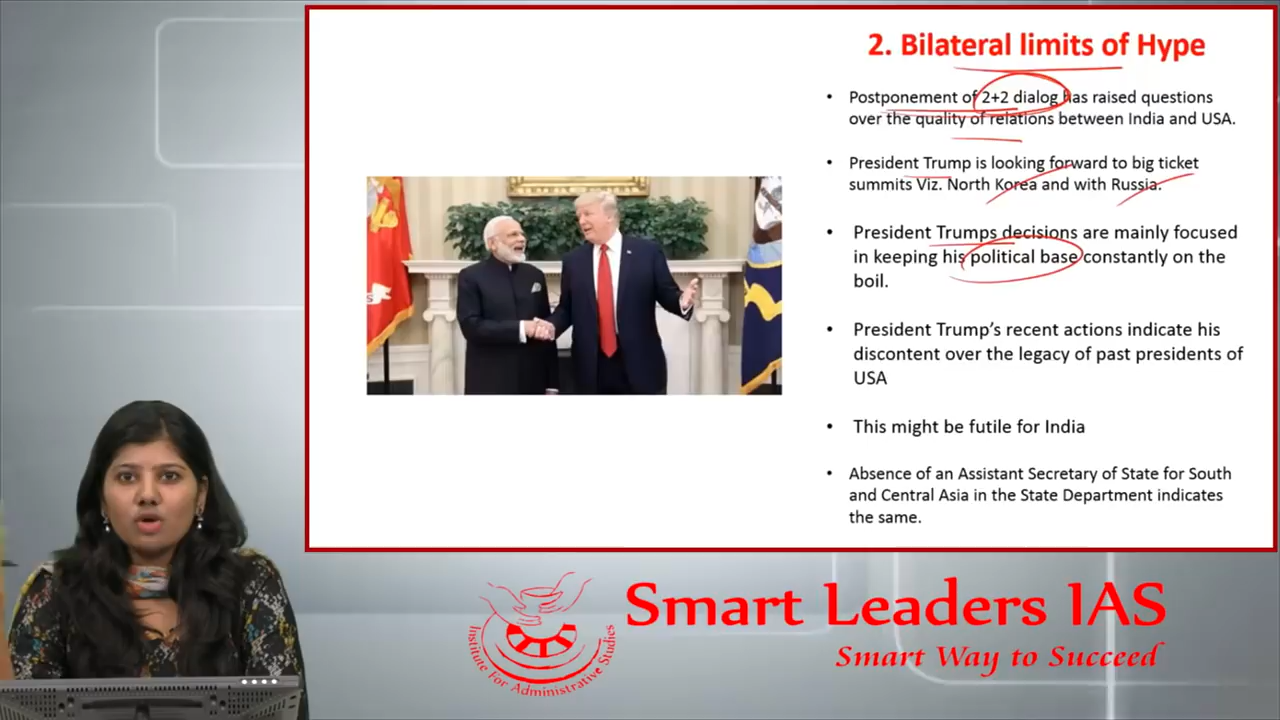 2. Bilateral limits of Hype
• Postponement of 2+2 dialog has raised questions
over the quality of relations between India and USA.
• President Trump is looking forward to big ticket
summits Viz. North Korea and with Russia.
• President Trumps decisions are mainly focused
in keeping his political base constantly on the
boil.
• President Trump's recent actions indicate his
discontent over the legacy of past presidents of
USA
• This might be futile for India
• Absence of an Assistant Secretary of State for South
and Central Asia in the State Department indicates
the same.
Institute For Administrative Studies
Smart Leaders IAS
Smart Way to Succeed